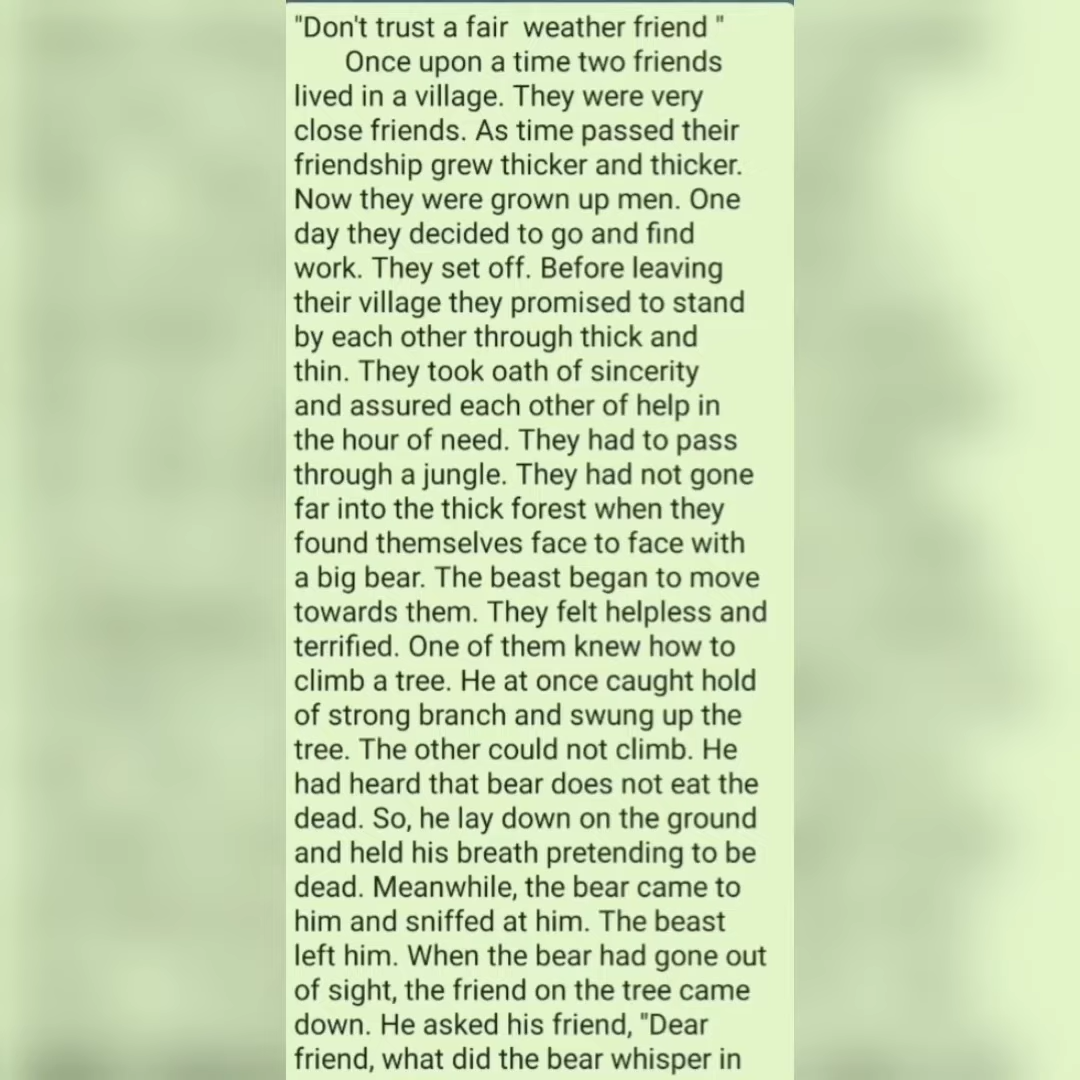 "Don't trust a fair  weather friend "
Once upon a time two friends
lived in a village. They were very
close friends. As time passed their
friendship grew thicker and thicker.
Now they were grown up men. One
day they decided to go and find
work. They set off. Before leaving
their village they promised to stand
by each other through thick and
thin. They took oath of sincerity
and assured each other of help in
the hour of need. They had to pass
through a jungle. They had not gone
far into the thick forest when they
found themselves face to face with
a big bear. The beast began to move
towards them. They felt helpless and
terrified. One of them knew how to
climb a tree. He at once caught hold
of strong branch and swung up the
tree. The other could not climb. He
had heard that bear does not eat the
dead. So, he lay down on the ground
and held his breath pretending to be
dead. Meanwhile, the bear came to
him and sniffed at him. The beast
left him. When the bear had gone out
of sight, the friend on the tree came
down. He asked his friend, "Dear
friend, what did the bear whisper in